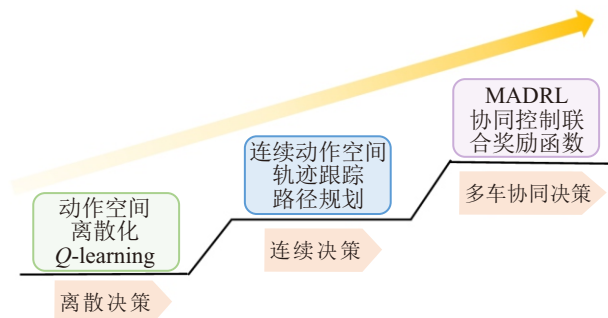 MADRL
协同控制联
合奖励函数
多车协同决策
连续动作空间
轨迹跟踪
路径规划
连续决策
动作空间
离散化
Q-learning
离散决策